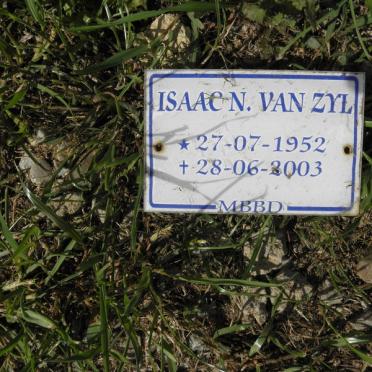 ISAAC N. VAN ZYL
★ 27-07-1952
✝ 28-06-2003
MBBD